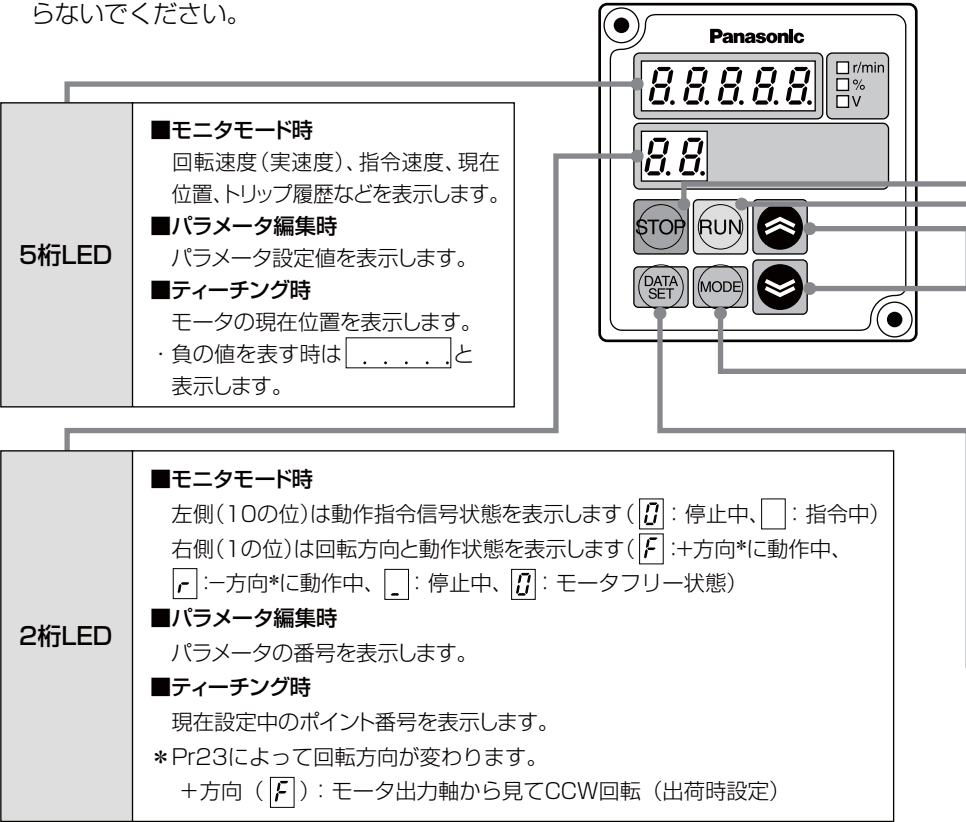 らないでください。
Panasonic
8.8.8.8.8.
r/min
%
V
8.8.
STOP
RUN
DATA
SET
MODE
5桁LED
■モニタモード時
回転速度（実速度）、指令速度、現在
位置、トリップ履歴などを表示します。
■パラメータ編集時
パラメータ設定値を表示します。
■ティーチング時
モータの現在位置を表示します。
・負の値を表す時は . . . . . と
表示します。
2桁LED
■モニタモード時
左側（10の位）は動作指令信号状態を表示します（0：停止中、 ：指令中）
右側（1の位）は回転方向と動作状態を表示します（F：+方向*に動作中、
r：−方向*に動作中、_：停止中、0：モータフリー状態）
■パラメータ編集時
パラメータの番号を表示します。
■ティーチング時
現在設定中のポイント番号を表示します。
＊Pr23によって回転方向が変わります。
＋方向（F）：モータ出力軸から見てCCW回転（出荷時設定）